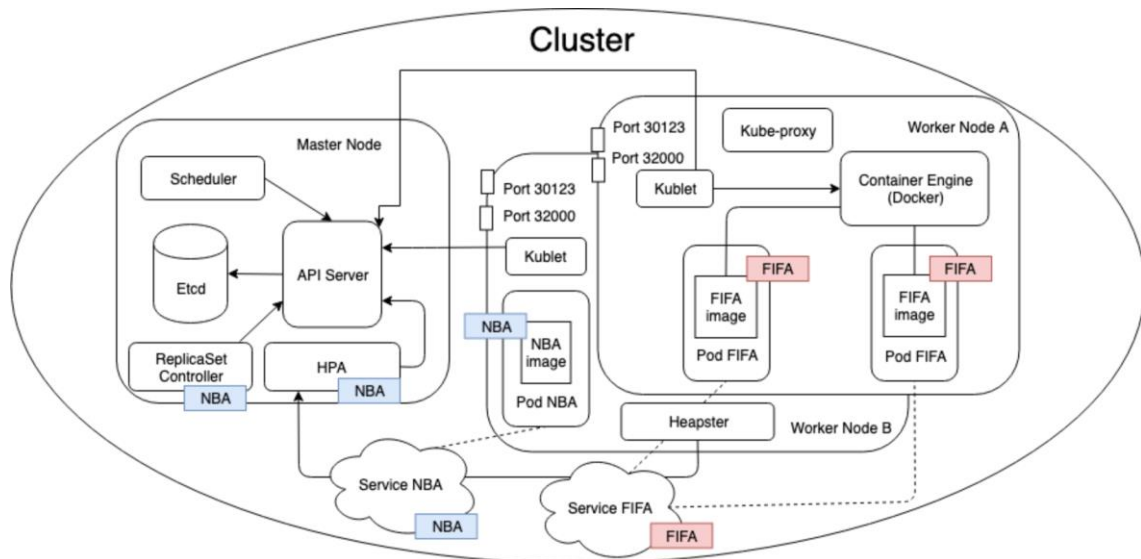 Cluster
Master Node
Scheduler
Etcd
API Server
ReplicaSet
Controller
NBA
HPA
NBA
Port 30123
Port 32000
Kublet
NBA
NBA
image
Pod NBA
Port 30123
Port 32000
Kube-proxy
Worker Node A
Kublet
Container Engine
(Docker)
FIFA
FIFA
image
Pod FIFA
FIFA
FIFA
image
Pod FIFA
Heapster
Worker Node B
Service NBA
NBA
Service FIFA
FIFA